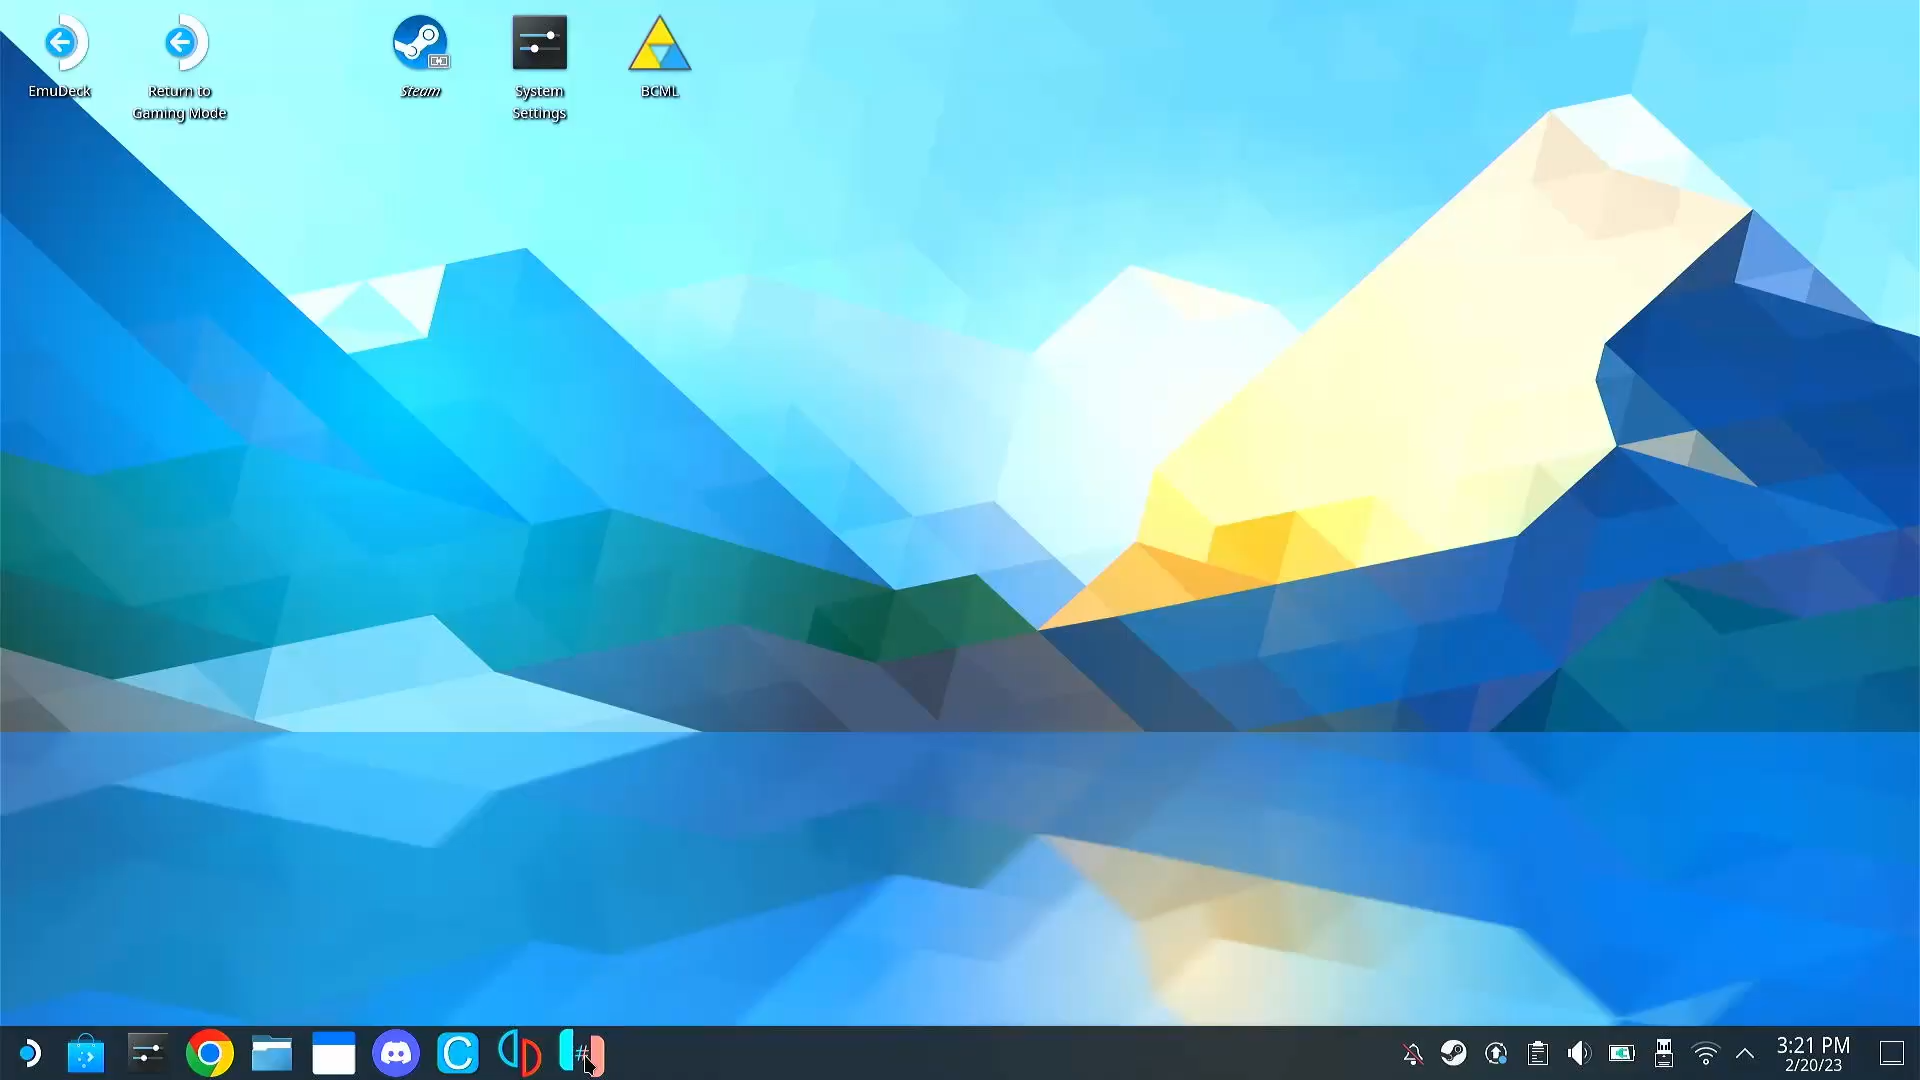 EmuDeck
Return to
Gaming Mode
Steam
System
Settings
BCML
#
3:21 PM
2/20/23